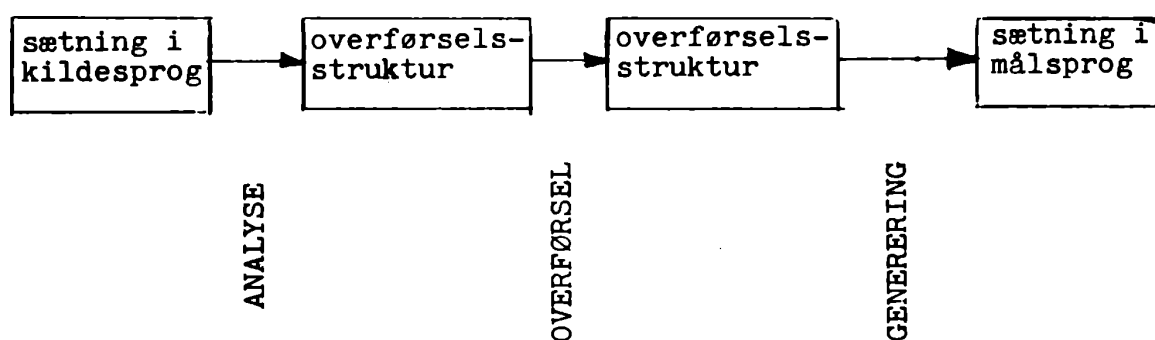 sætning i
kildesprog
overførsels-
struktur
overførsels-
struktur
sætning i
målsprog
ANALYSE
OVERFØRSEL
GENERERING